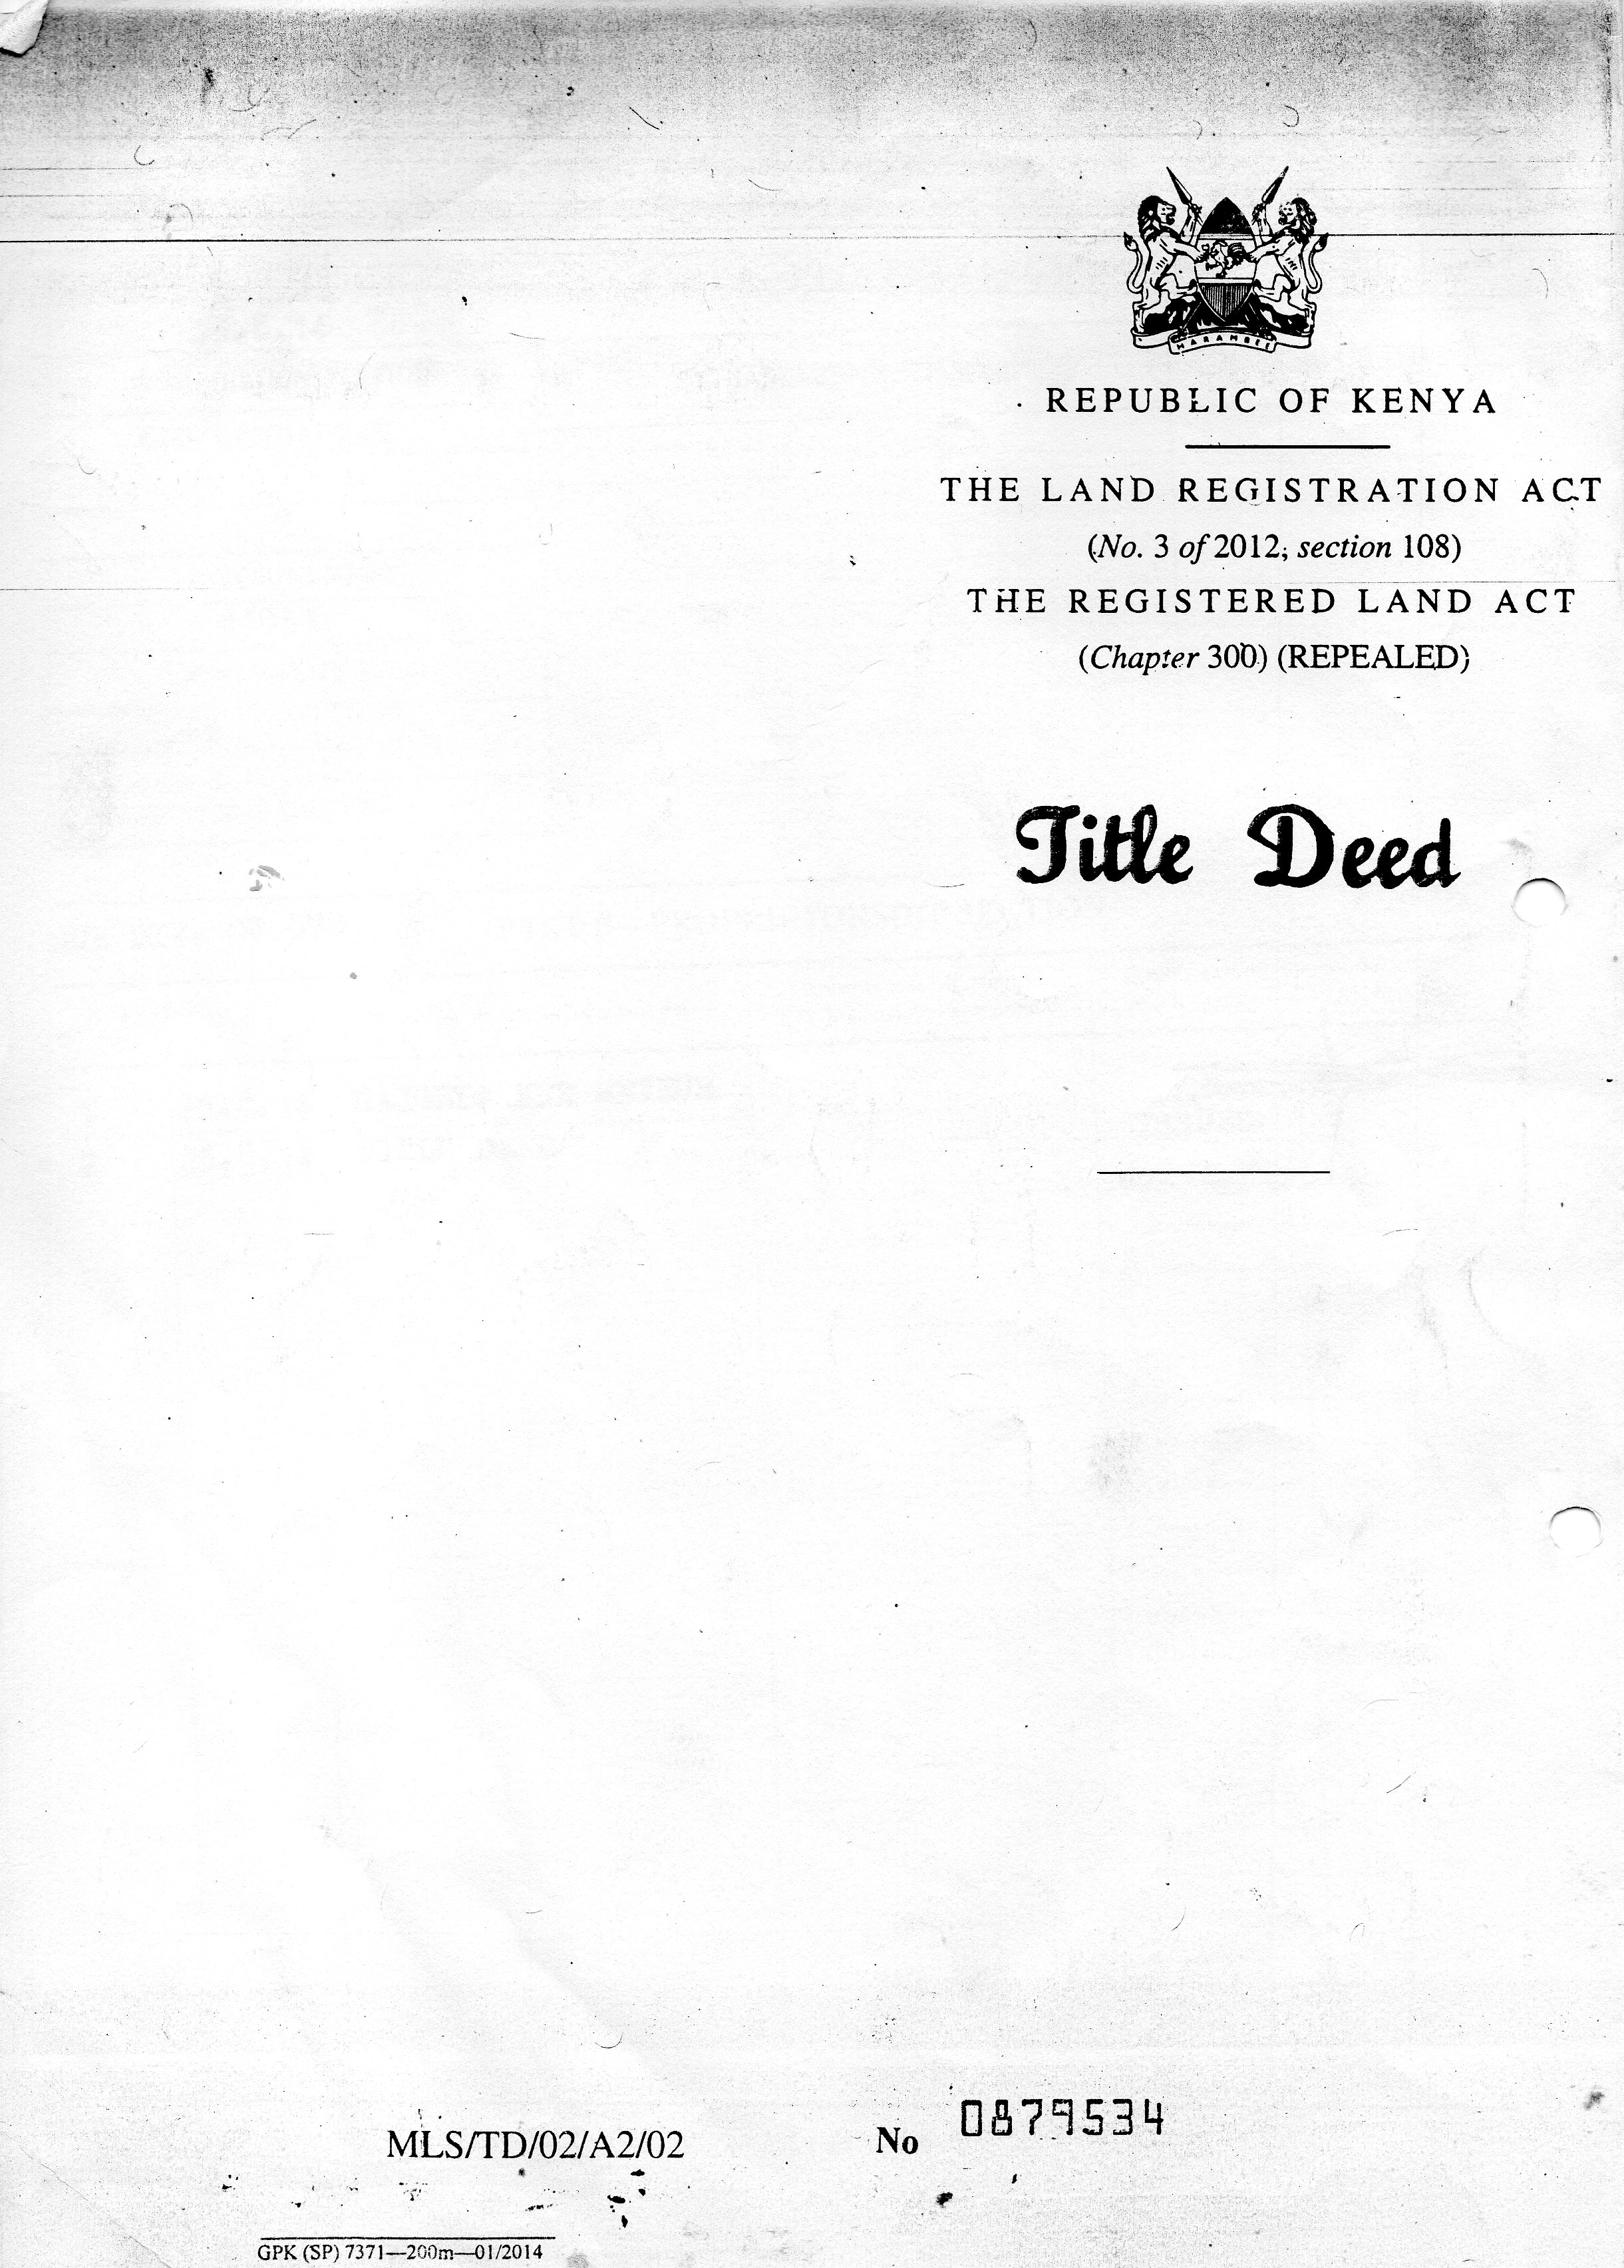 HARAMBEE
REPUBLIC OF KENYA
THE LAND REGISTRATION ACT
(No. 3 of 2012, section 108)
THE REGISTERED LAND ACT
(Chapter 300) (REPEALED)
Title Deed
MLS/TD/02/A2/02
No 0879534
GPK (SP) 7371—200m—01/2014